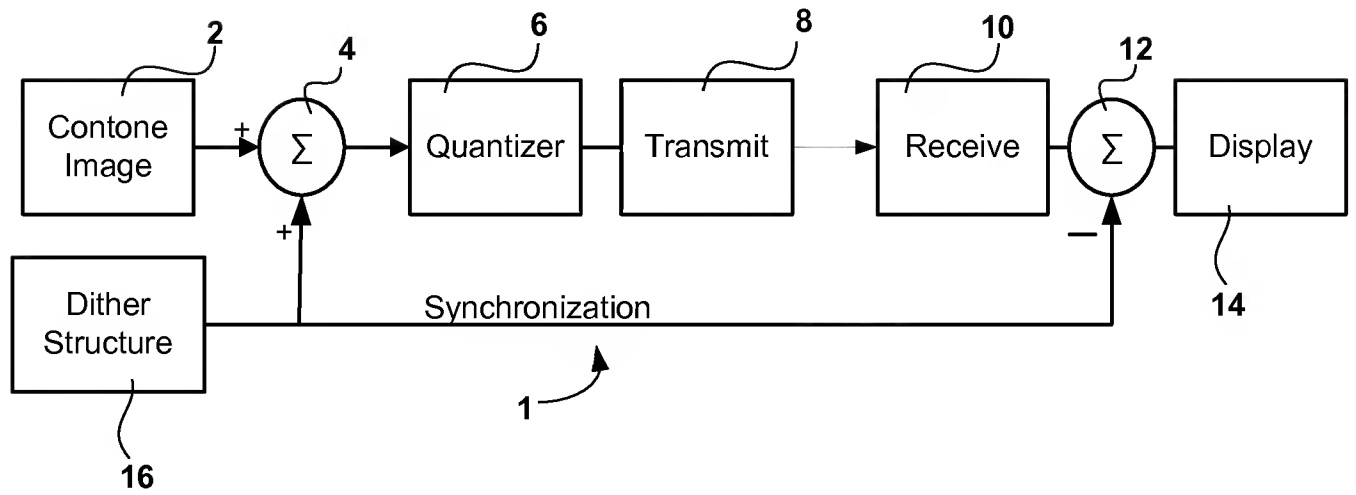 2
4
6
8
10
12
Contone
Image
+
Σ
Quantizer
Transmit
Receive
Σ
Display
+
—
Dither
Structure
Synchronization
14
1
16